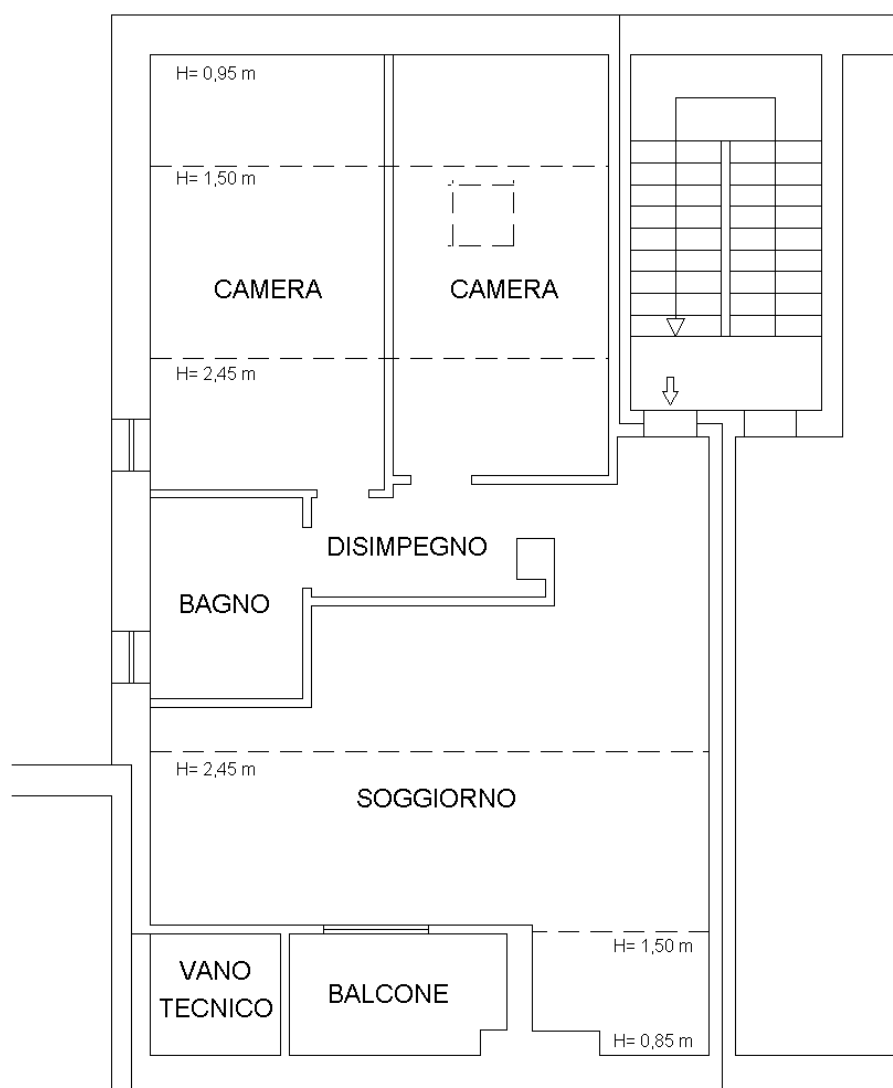 H= 0,95 m
H= 1,50 m
CAMERA
CAMERA
H= 2,45 m
DISIMPEGNO
BAGNO
H= 2,45 m
SOGGIORNO
H= 1,50 m
VANO
TECNICO
BALCONE
H= 0,85 m